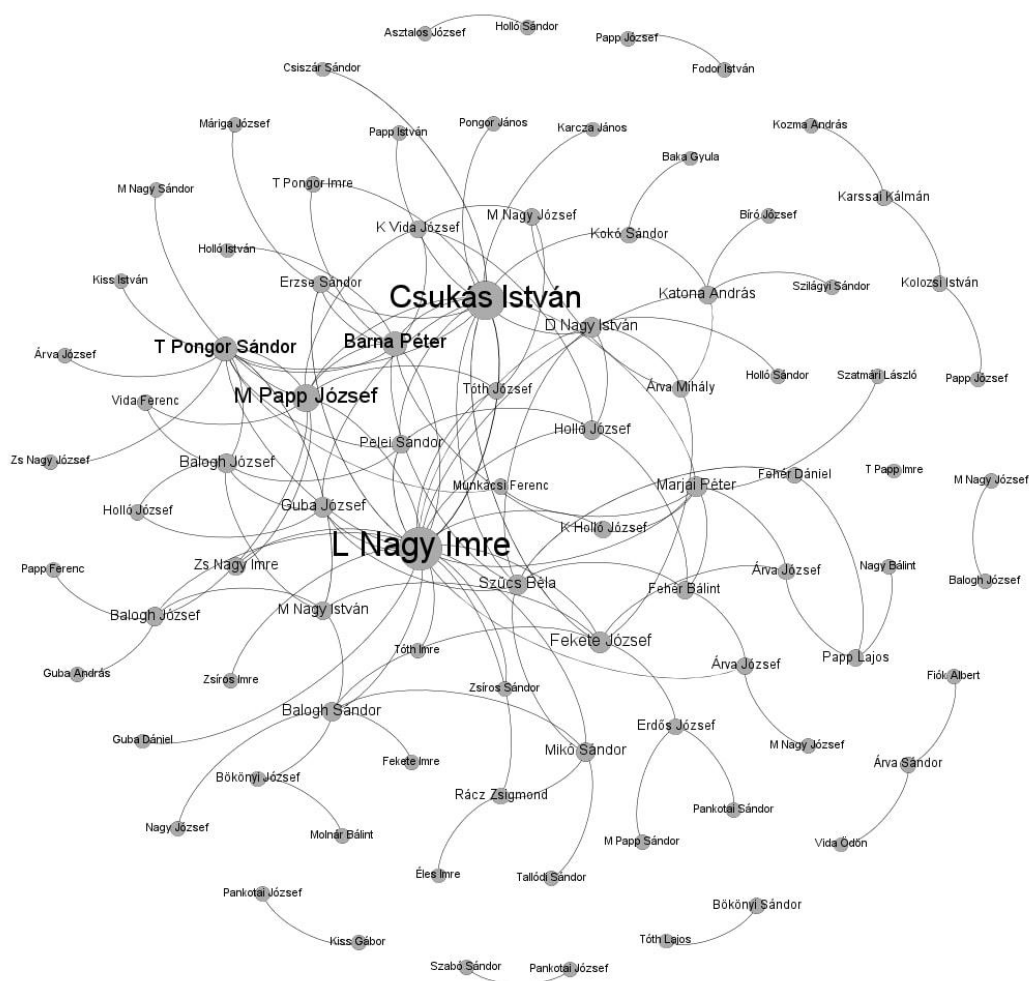 Asztalos József
Holló Sándor
Papp József
Fodor István
Csiszár Sándor
Máriga József
Papp István
Pongor János
Karcza János
Kozma András
Baka Gyula
T Pongor Imre
M Nagy Sándor
Karssai Kálmán
K Vida József
M Nagy József
Bíró József
Kokó Sándor
Holló István
Kiss István
Erzse Sándor
Csukás István
Katona András
Szilágyi Sándor
Kolozsi István
D Nagy István
T Pongor Sándor
Barna Péter
Árva József
M Papp József
Tóth József
Árva Mihály
Holló Sándor
Szatmári László
Papp József
Vida Ferenc
Pelei Sándor
Holló József
Zs Nagy József
Balogh József
Munkácsi Ferenc
Marjai Péter
Fehér Dániel
T Papp Imre
M Nagy József
Holló József
Guba József
K Holló József
L Nagy Imre
Papp Ferenc
Zs Nagy Imre
Szűcs Béla
Fehér Bálint
Árva József
Nagy Bálint
Balogh József
Balogh József
M Nagy István
Fekete József
Tóth Imre
Papp Lajos
Guba András
Zsíros Imre
Zsíros Sándor
Árva József
Fiók Albert
Balogh Sándor
Guba Dániel
Fekete Imre
Mikó Sándor
Erdős József
M Nagy József
Árva Sándor
Bökönyi József
Rácz Zsigmond
Pankotai Sándor
Nagy József
Molnár Bálint
M Papp Sándor
Vida Ödön
Éles Imre
Tallódi Sándor
Pankotai József
Bökönyi Sándor
Kiss Gábor
Tóth Lajos
Szabó Sándor
Pankotai József